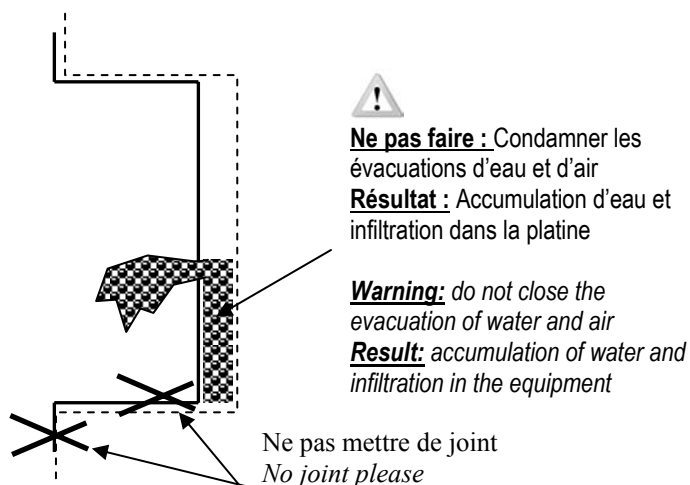 Ne pas faire : Condamner les
évacuations d'eau et d'air
Résultat : Accumulation d'eau et
infiltration dans la platine
Warning: do not close the
evacuation of water and air
Result: accumulation of water and
infiltration in the equipment
Ne pas mettre de joint
No joint please